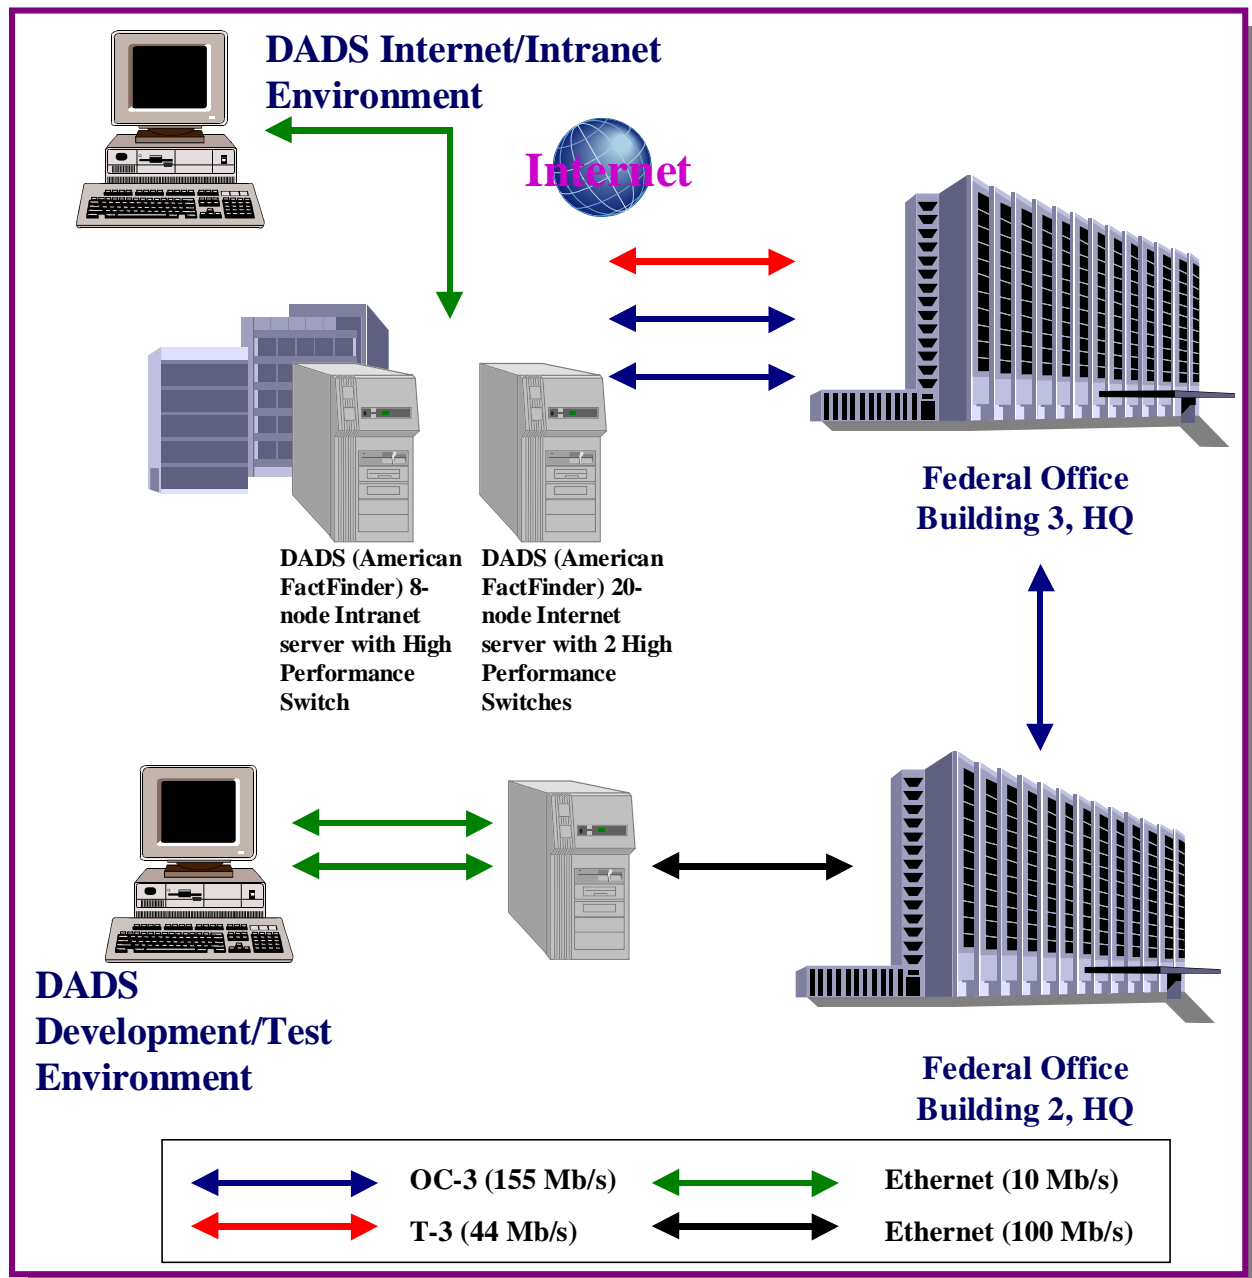 DADS Internet/Intranet
Environment
Internet
Federal Office
Building 3, HQ
DADS (American
FactFinder) 8-
node Intranet
server with High
Performance
Switch
DADS (American
FactFinder) 20-
node Internet
server with 2 High
Performance
Switches
DADS
Development/Test
Environment
Federal Office
Building 2, HQ
OC-3 (155 Mb/s)
Ethernet (10 Mb/s)
T-3 (44 Mb/s)
Ethernet (100 Mb/s)